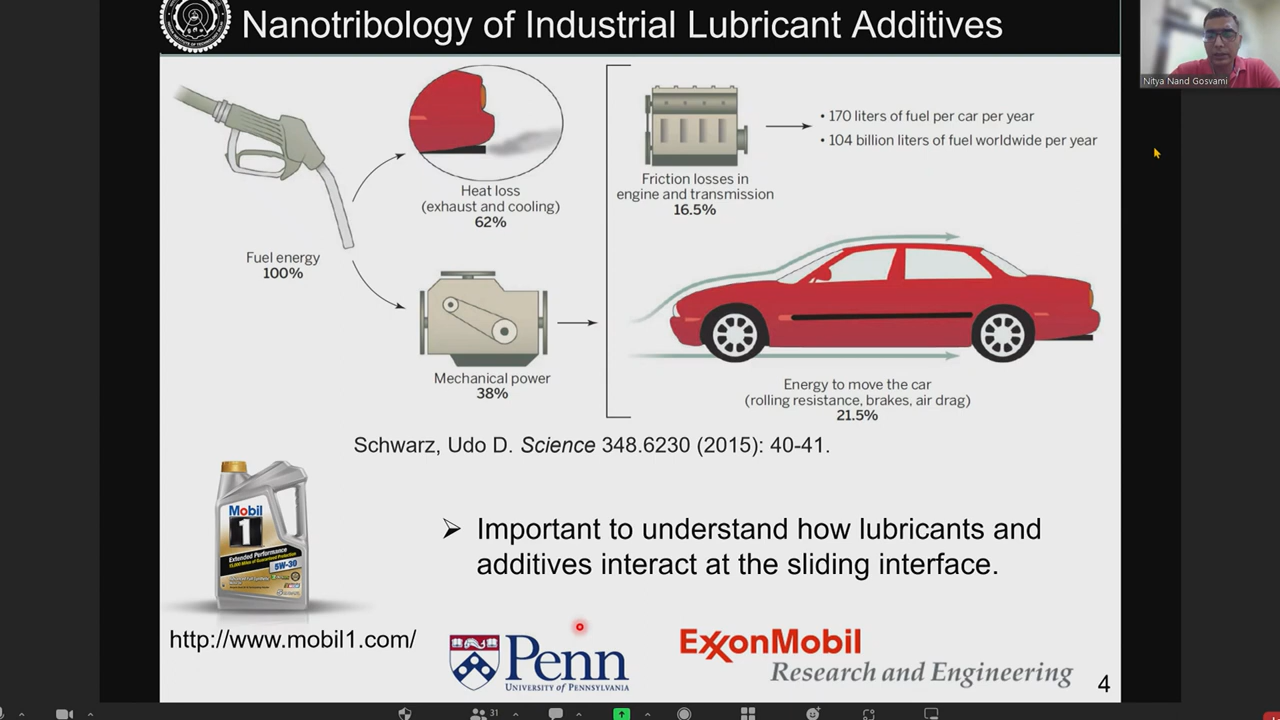 Nanotribology of Industrial Lubricant Additives
Nitya Nand Gosvami
Fuel energy
100%
Heat loss
(exhaust and cooling)
62%
Mechanical power
38%
Friction losses in
engine and transmission
16.5%
• 170 liters of fuel per car per year
• 104 billion liters of fuel worldwide per year
Energy to move the car
(rolling resistance, brakes, air drag)
21.5%
Schwarz, Udo D. Science 348.6230 (2015): 40-41.
Mobil
1
Extended Performance
5W-30
➢ Important to understand how lubricants and
additives interact at the sliding interface.
http://www.mobil1.com/
Penn
UNIVERSITY OF PENNSYLVANIA
ExxonMobil
Research and Engineering
4
31